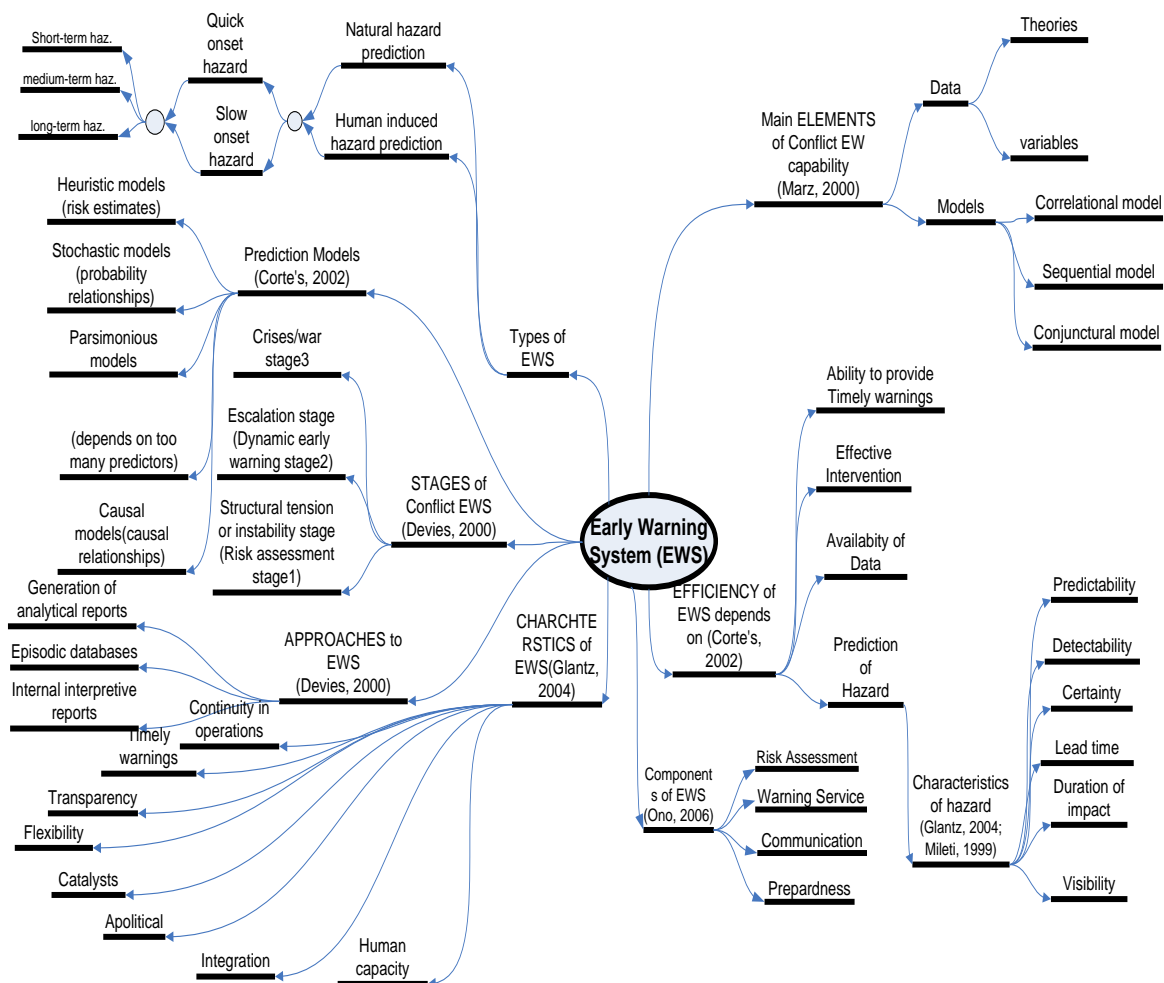 Short-term haz.
medium-term haz.
long-term haz.
Quick
onset
hazard
Slow
onset
hazard
Natural hazard
prediction
Human induced
hazard prediction
Types of
EWS
Heuristic models
(risk estimates)
Stochastic models
(probability
relationships)
Parsimonious
models
(depends on too
many predictors)
Causal
models(causal
relationships)
Prediction Models
(Corte's, 2002)
Crises/war
stage3
Escalation stage
(Dynamic early
warning stage2)
Structural tension
or instability stage
(Risk assessment
stage1)
STAGES of
Conflict EWS
(Devies, 2000)
Generation of
analytical reports
Episodic databases
Internal interpretive
reports
APPROACHES to
EWS
(Devies, 2000)
CHARCHTE
RSTICS of
EWS(Glantz,
2004)
Continuity in
operations
Timely
warnings
Transparency
Flexibility
Catalysts
Apolitical
Integration
Human
capacity
Early Warning
System (EWS)
Main ELEMENTS
of Conflict EW
capability
(Marz, 2000)
Data
Theories
variables
Models
Correlational model
Sequential model
Conjunctural model
EFFICIENCY of
EWS depends
on (Corte's,
2002)
Ability to provide
Timely warnings
Effective
Intervention
Availabity of
Data
Prediction
of
Hazard
Characteristics
of hazard
(Glantz, 2004;
Mileti, 1999)
Predictability
Detectability
Certainty
Lead time
Duration of
impact
Visibility
Component
s of EWS
(Ono, 2006)
Risk Assessment
Warning Service
Communication
Prepardness